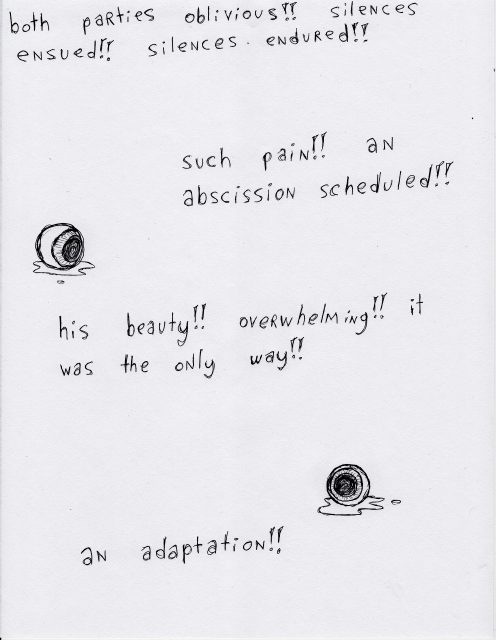 both parties oblivious!! silences
ensued!! silences. endured!!
such pain!! an
abscission scheduled!!
his beauty!! overwhelming!! it
was the only way!!
an adaptation!!